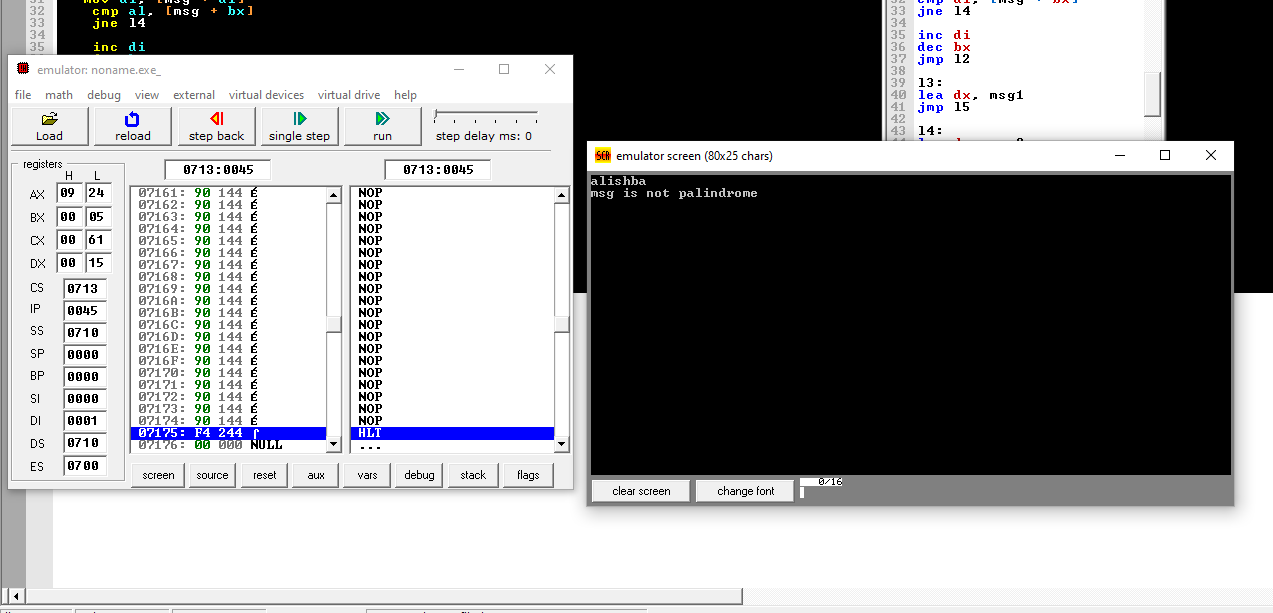 32 cmp al, [msg + bx]
33 jne l4
34
35 inc di
33 jne l4
34
35 inc di
36 dec bx
37 jmp l2
38
39 l3:
40 lea dx, msg1
41 jmp l5
42
43 l4:
emulator: noname.exe_
file math debug view external virtual devices virtual drive help
Load reload step back single step run step delay ms: 0
registers
H L
0713:0045 0713:0045
AX 09 24
BX 00 05
CX 00 61
DX 00 15
CS 0713
IP 0045
SS 0710
SP 0000
BP 0000
SI 0000
DI 0001
DS 0710
ES 0700
07161: 90 144 É NOP
07162: 90 144 É NOP
07163: 90 144 É NOP
07164: 90 144 É NOP
07165: 90 144 É NOP
07166: 90 144 É NOP
07167: 90 144 É NOP
07168: 90 144 É NOP
07169: 90 144 É NOP
0716A: 90 144 É NOP
0716B: 90 144 É NOP
0716C: 90 144 É NOP
0716D: 90 144 É NOP
0716E: 90 144 É NOP
0716F: 90 144 É NOP
07170: 90 144 É NOP
07171: 90 144 É NOP
07172: 90 144 É NOP
07173: 90 144 É NOP
07174: 90 144 É NOP
07175: F4 244 ⌠ HLT
07176: 00 000 NULL ...
screen source reset aux vars debug stack flags
emulator screen (80x25 chars)
alishba
msg is not palindrome
clear screen change font 0/16